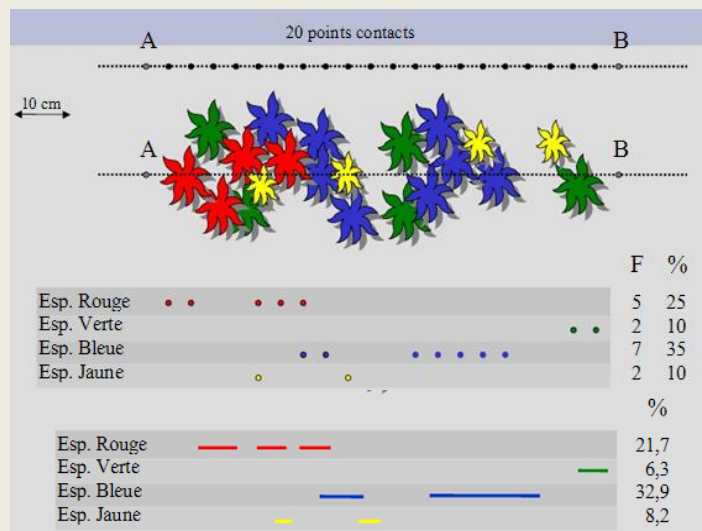 20 points contacts
A B
10 cm
A B
F %
Esp. Rouge 5 25
Esp. Verte 2 10
Esp. Bleue 7 35
Esp. Jaune 2 10
%
Esp. Rouge 21,7
Esp. Verte 6,3
Esp. Bleue 32,9
Esp. Jaune 8,2